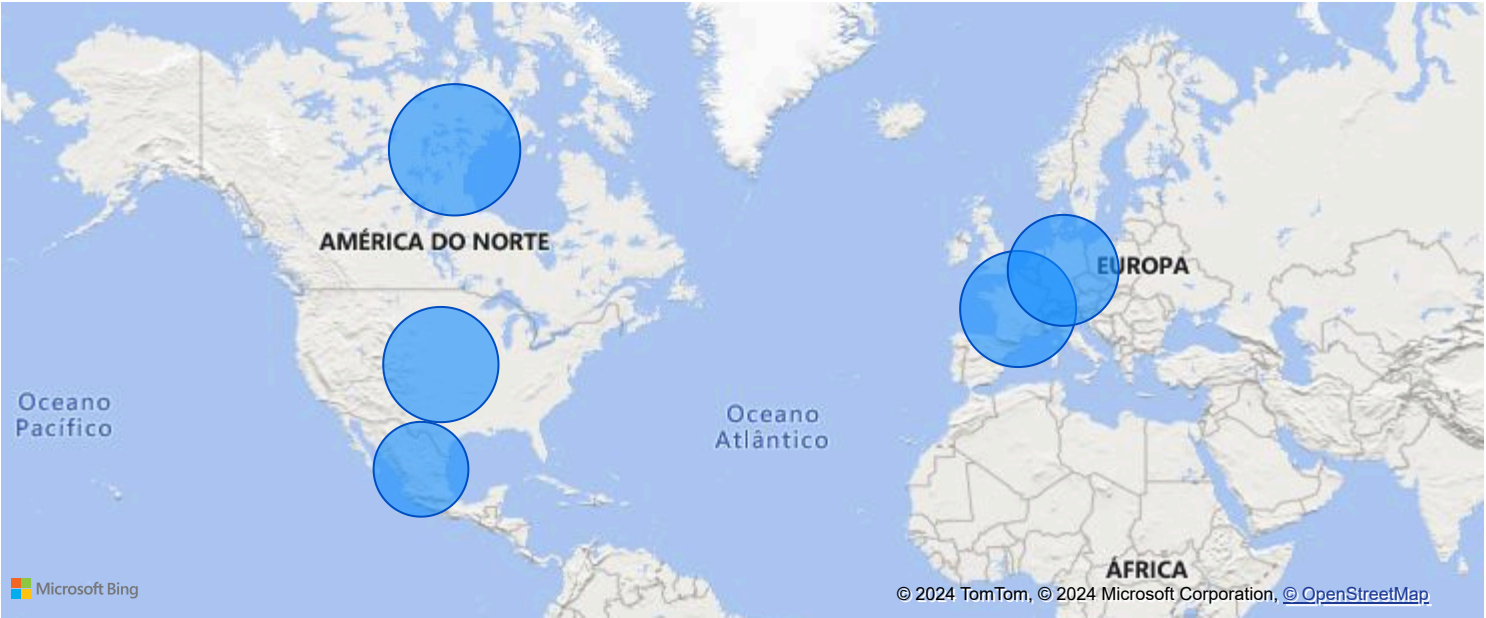 AMÉRICA DO NORTE
EUROPA
Oceano
Pacífico
Oceano
Atlântico
ÁFRICA
Microsoft Bing
© 2024 TomTom, © 2024 Microsoft Corporation, © OpenStreetMap